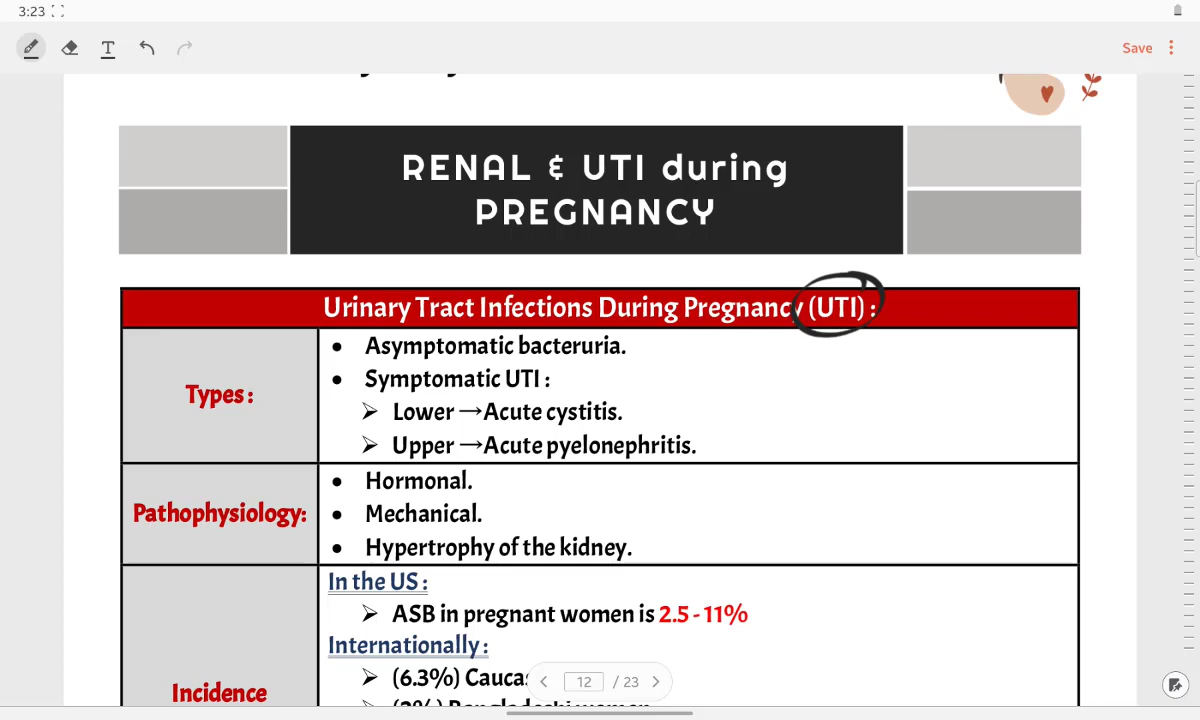 3:23
Save
RENAL & UTI during
PREGNANCY
Urinary Tract Infections During Pregnancy (UTI) :
Types :
• Asymptomatic bacteruria.
• Symptomatic UTI :
➢ Lower →Acute cystitis.
➢ Upper →Acute pyelonephritis.
Pathophysiology:
• Hormonal.
• Mechanical.
• Hypertrophy of the kidney.
Incidence
In the US :
➢ ASB in pregnant women is 2.5 - 11%
Internationally :
➢ (6.3%)
12 / 23